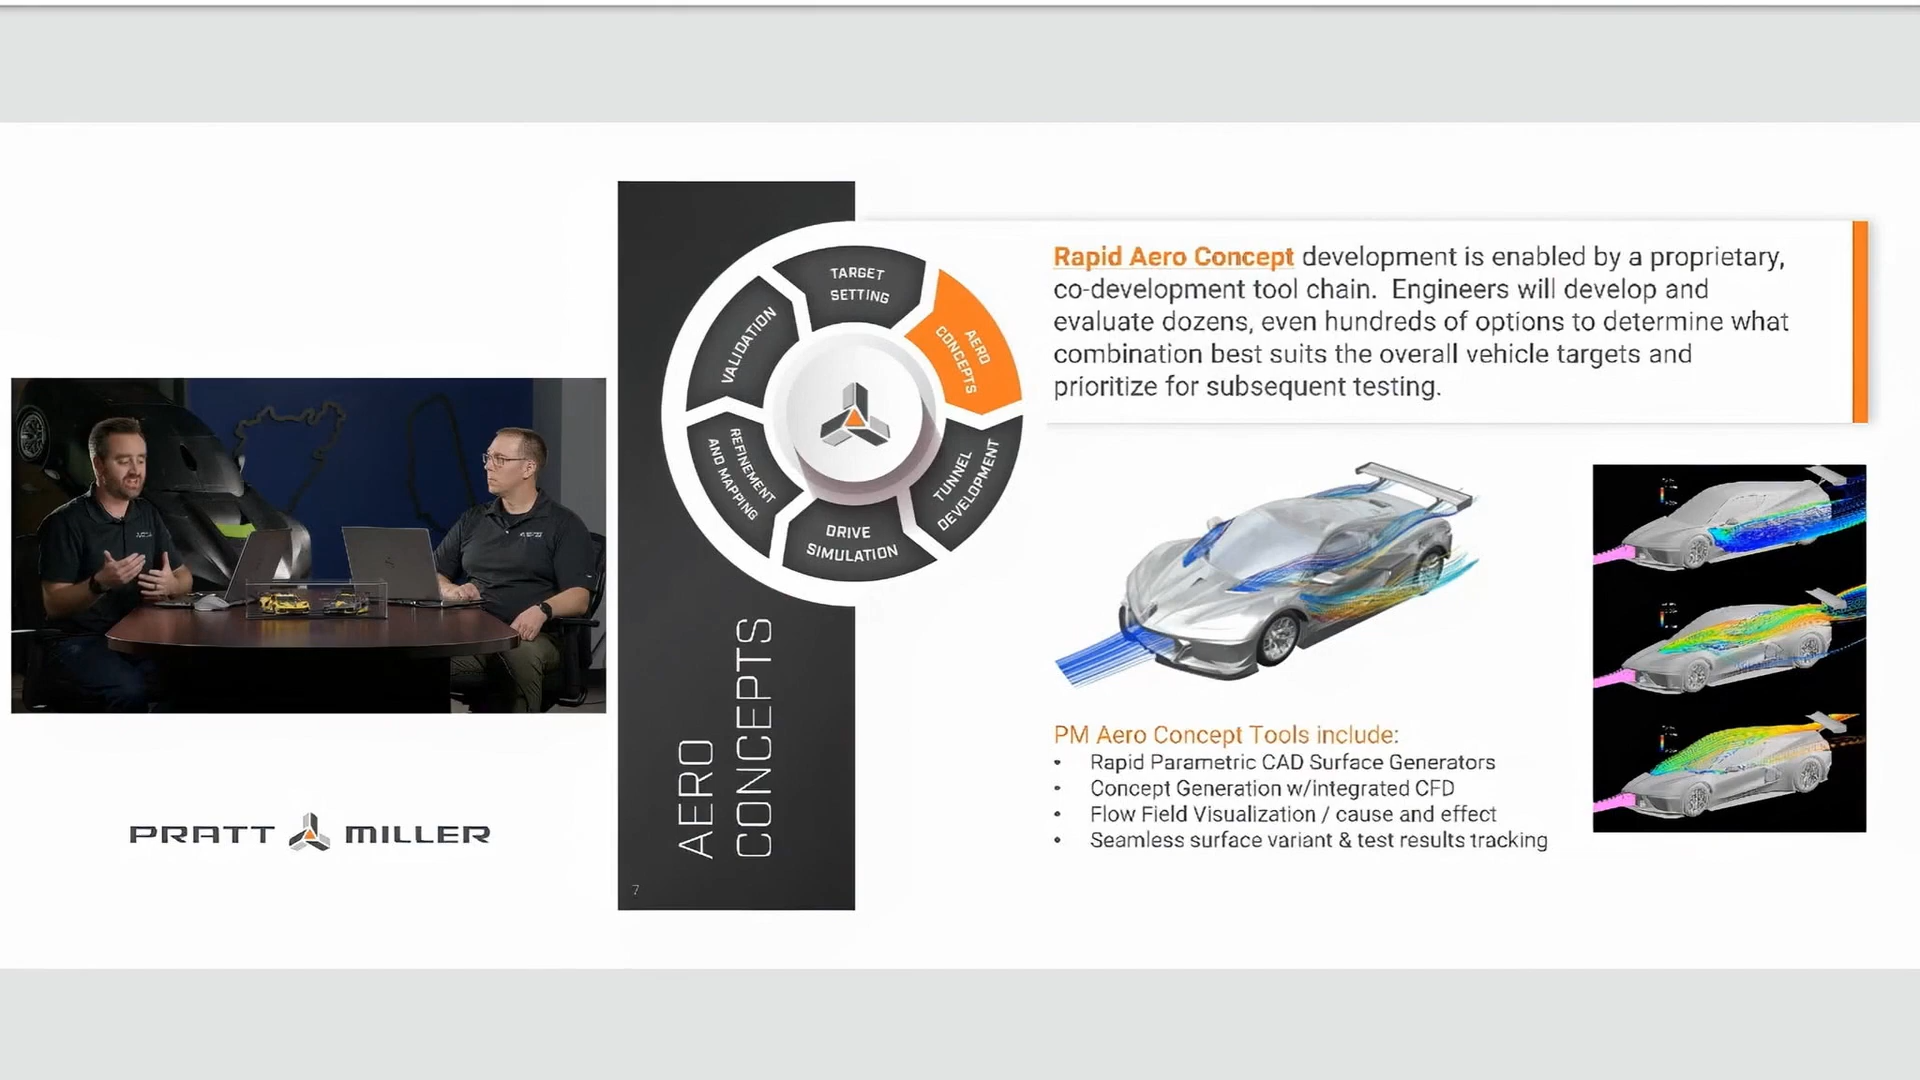 TARGET
SETTING
AERO
CONCEPTS
TUNNEL
DEVELOPMENT
DRIVE
SIMULATION
REFINEMENT
AND MAPPING
VALIDATION
Rapid Aero Concept development is enabled by a proprietary,
co-development tool chain.  Engineers will develop and
evaluate dozens, even hundreds of options to determine what
combination best suits the overall vehicle targets and
prioritize for subsequent testing.
PM Aero Concept Tools include:
• Rapid Parametric CAD Surface Generators
• Concept Generation w/integrated CFD
• Flow Field Visualization / cause and effect
• Seamless surface variant & test results tracking
AERO
CONCEPTS
7
PRATT MILLER